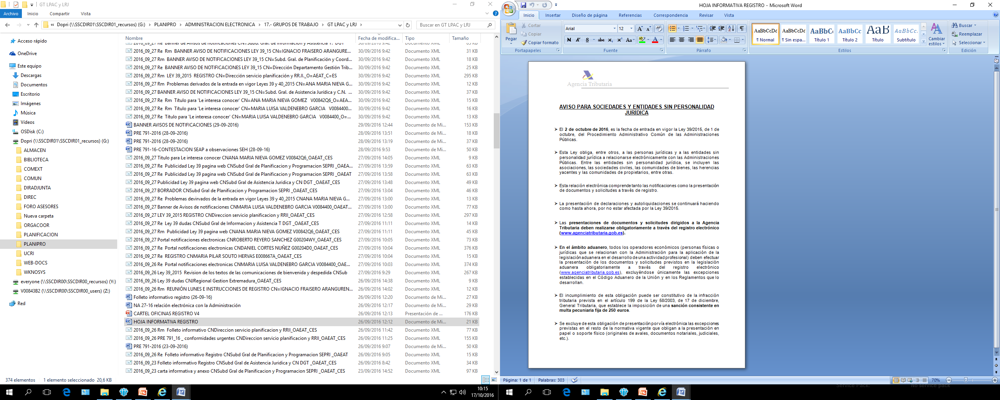 GT LPAC y LRJ
Archivo Inicio Compartir Vista
« Dopri (\\SSCDIR01\SSCDIR01_recursos) (G:) > PLANIPRO > ADMINISTRACION ELECTRONICA > 17.- GRUPOS DE TRABAJO > GT LPAC y LRJ >
Buscar en GT LPAC y LRJ
Acceso rápido
OneDrive
Este equipo
Descargas
Documentos
Escritorio
Imágenes
Música
Vídeos
OSDisk (C:)
Dopri (\\SSCDIR01\SSCDIR01_recursos) (G:)
ALMACEN
BIBLIOTECA
COMEXT
COMUN
DIRADJUNTA
DIREC
FORO ASESORES
Nueva carpeta
ORGACOOR
PLANIFICACION
PLANIPRO
UCRI
WEB-DOCS
WKNOSYS
everyone (\\SSCDIR00\SSCDIR00_recursos) (Y:)
V00843B2 (\\SSCDIR00\SSCDIR00_users) (Z:)
Red
Nombre Fecha de modifica... Tipo Tamaño
2016_09_27 Rm BANNER AVISO DE NOTIFICACIONES LEY 39_15 CN=IGNACIO FRAISERO ARANGURE... 30/09/2016 9:42 Documento XML 31 KB
2016_09_27 Rm BANNER AVISO DE NOTIFICACIONES LEY 39_15 CN=Subd. Gral. de Planificación y Coord... 30/09/2016 9:42 Documento XML 18 KB
2016_09_27 Re BANNER AVISO DE NOTIFICACIONES LEY 39_15 CN=Dirección Departamento Gestión Trib... 30/09/2016 9:42 Documento XML 25 KB
2016_09_27 Rm LEY 39_2015 REGISTRO CN=Dirección servicio planificación y RR.II._O=AEAT_C=ES 30/09/2016 9:42 Documento XML 295 KB
2016_09_27 Rm Problemas derivados de la entrada en vigor Leyes 39 y 40_2015 CN=ANA MARIA NIEVA G... 30/09/2016 9:42 Documento XML 12 KB
2016_09_27 BANNER AVISO DE NOTIFICACIONES LEY 39_15 CN=Subd. Gral. de Asistencia Jurídica y C.N. ... 30/09/2016 9:42 Documento XML 37 KB
2016_09_27 Re Rm Título para 'Le interesa conocer' CN=ANA MARIA NIEVA GOMEZ V00842Q6_O=AEA... 30/09/2016 9:42 Documento XML 15 KB
2016_09_27 Re Rm Título para 'Le interesa conocer' CN=MARIA LUISA VALDENEBRO GARCIA V0084400... 30/09/2016 9:42 Documento XML 16 KB
2016_09_27 Re Título para 'Le interesa conocer' CN=MARIA LUISA VALDENEBRO GARCIA V0084400_O=... 30/09/2016 9:42 Documento XML 13 KB
BANNER AVISOS DE NOTIFICACIONES (29-09-2016) 29/09/2016 12:44 Documento de Mi... 153 KB
PRE 791-2016 (28-09-2016) 28/09/2016 13:51 Documento de Mi... 18 KB
PRE 791-2016 (28-09-2016) 28/09/2016 13:19 Documento de Mi... 37 KB
PRE 791-16-CONTESTACION SEAP a observaciones SEH (28-09-16) 28/09/2016 9:53 Documento de Mi... 50 KB
2016_09_27 Titulo para Le interesa conocer CNANA MARIA NIEVA GOMEZ V00842Q6_OAEAT_CES 27/09/2016 14:05 Documento XML 9 KB
2016_09_27 Re Publicidad Ley 39 pagina web CNSubd Gral de Planificacion y Programacion SEPRI _OAEA... 27/09/2016 13:59 Documento XML 63 KB
2016_09_27 Re Publicidad Ley 39 pagina web CNSubd Gral de Planificacion y Programacion SEPRI _OAEAT 27/09/2016 13:58 Documento XML 63 KB
2016_09_27 Publicidad Ley 39 pagina web CNSubd Gral de Asistencia Juridica y CN DGT _OAEAT_CES 27/09/2016 13:48 Documento XML 49 KB
2016_09_27 BORRADOR CNSubd Gral de Planificacion y Programacion SEPRI _OAEAT_CES 27/09/2016 13:04 Documento XML 46 KB
2016_09_27 Re Problemas devirvados de la entrada en vigor Leyes 39 y 40_2015 CNANA MARIA NIEVA G... 27/09/2016 13:00 Documento XML 13 KB
2016_09_27 Banner de Avisos de notificaciones CNMARIA LUISA VALDENEBRO GARCIA V0084400_OAEAT... 27/09/2016 13:00 Documento XML 77 KB
2016_09_27 LEY 39_2015 REGISTRO CNDireccion servicio planificacion y RRII_OAEAT_CES 27/09/2016 12:58 Documento XML 297 KB
2016_09_27 Re Ley 39 dudas CNSubd Gral de Informacion y Asistencia T DGT _OAEAT_CES 27/09/2016 11:11 Documento XML 14 KB
2016_09_27 Rm Publicidad Ley 39 pagina web CNANA MARIA NIEVA GOMEZ V00842Q6_OAEAT_CES 27/09/2016 11:11 Documento XML 45 KB
2016_09_27 Portal notificaciones electronicas CNROBERTO REYERO SANCHEZ G00204WY_OAEAT_CES 27/09/2016 10:05 Documento XML 73 KB
2016_09_27 Re Portal notificaciones electronicas CNDANIEL CORTES NUÑEZ G00204D0_OAEAT_CES 27/09/2016 10:04 Documento XML 376 KB
2016_09_27 Re REGISTRO CNMARIA PILAR SOUTO HERVAS E008667A_OAEAT_CES 27/09/2016 10:04 Documento XML 15 KB
2016_09_26 Re Portal notificaciones electronicas CNMARIA LUISA VALDENEBRO GARCIA V0084400_OAE... 27/09/2016 10:03 Documento XML 374 KB
2016_09_26 Ley 39_2015 Revision de los textos de las comunicaciones de bienvenida y despedida CNSub 27/09/2016 9:29 Documento XML 267 KB
2016_09_26 Ley 39 dudas CNJRegional Gestion Extremadura_OAEAT_CES 26/09/2016 14:38 Documento XML 9 KB
2016_09_26 Rm REUNIÓN LUNES E INSTRUCCIONES DE REGISTRO CN=IGNACIO FRAISERO ARANGUREN... 26/09/2016 14:02 Documento XML 12 KB
Folleto informativo registro (26-09-16) 26/09/2016 12:20 Documento de Mi... 27 KB
NA 27-16 relación electrónica con la Administración 26/09/2016 12:17 Documento de Mi... 29 KB
CARTEL OFICINAS REGISTRO V4 26/09/2016 12:13 Presentación de ... 176 KB
HOJA INFORMATIVA REGISTRO 26/09/2016 12:12 Documento de Mi... 21 KB
2016_09_26 Rm Folleto informativo CNDireccion servicio planificacion y RRII_OAEAT_CES 26/09/2016 11:42 Documento XML 77 KB
2016_09_26 PRE 791_16 _ conformidades urgentes CNDireccion servicio planificacion y RRII_OAEAT_CES 26/09/2016 11:25 Documento XML 155 KB
PRE 791-2016 (23-09-2016) 26/09/2016 9:07 Documento de Mi... 50 KB
2016_09_26 Re Folleto informativo Registro CNSubd Gral de Planificacion y Programacion SEPRI _OAEAT 26/09/2016 9:05 Documento XML 15 KB
2016_09_23 Folleto informativo Registro CNSubd Gral de Asistencia Juridica y CN DGT _OAEAT_CES 26/09/2016 8:42 Documento XML 34 KB
2016_09_23 carta informativa y anexo CNSubd Gral de Planificacion y Programacion SEPRI _OAEAT_CES 23/09/2016 14:52 Documento XML 97 KB
374 elementos 1 elemento seleccionado 20,6 KB
10:15
17/10/2016
HOJA INFORMATIVA REGISTRO - Microsoft Word
Inicio Insertar Diseño de página Referencias Correspondencia Revisar Vista
Pegar
Cortar
Copiar
Copiar formato
Portapapeles
Arial 12
N K S abc x₂ x² Aa
Fuente
Párrafo
AaBbCcDd ¶ Normal
AaBbCcDd ¶ Sin espa...
AaBbC Título 1
AaBbCc Título 2
AaB Título
AaBbCc. Subtítulo
Cambiar estilos
Estilos
Buscar
Reemplazar
Seleccionar
Edición
Agencia Tributaria
AVISO PARA SOCIEDADES Y ENTIDADES SIN PERSONALIDAD
JURÍDICA
El 2 de octubre de 2016, es la fecha de entrada en vigor la Ley 39/2015, de 1 de
octubre, del Procedimiento Administrativo Común de las Administraciones
Públicas.
Esta Ley obliga, entre otros, a las personas jurídicas y a las entidades sin
personalidad jurídica a relacionarse electrónicamente con las Administraciones
Públicas. Entre las entidades sin personalidad jurídica, se incluyen las
asociaciones, las sociedades civiles, las comunidades de bienes, las herencias
yacentes y las comunidades de propietarios, entre otras.
Esta relación electrónica comprende tanto las notificaciones como la presentación
de documentos y solicitudes a través de registro.
La presentación de declaraciones y autoliquidaciones se continuará haciendo
como hasta ahora, por no estar afectada por la Ley 39/2015.
Las presentaciones de documentos y solicitudes dirigidos a la Agencia
Tributaria deben realizarse obligatoriamente a través del registro electrónico
(www.agenciatributaria.gob.es).
En el ámbito aduanero, todos los operadores económicos (personas físicas o
jurídicas que se relacionan con la Administración para la aplicación de la
legislación aduanera en el desarrollo de una actividad profesional) deben efectuar
la presentación de los documentos y solicitudes previstos en la legislación
aduanera obligatoriamente a través del registro electrónico
(www.agenciatributaria.gob.es), excluyéndose únicamente las excepciones
establecidas en el Código Aduanero de la Unión y en los Reglamentos que lo
desarrollan.
El incumplimiento de esta obligación puede ser constitutivo de la infracción
tributaria prevista en el artículo 199 de la Ley 58/2003, de 17 de diciembre,
General Tributaria, que establece la imposición de una sanción consistente en
multa pecuniaria fija de 250 euros.
Se excluye de esta obligación de presentación por vía electrónica las excepciones
previstas en el resto de la normativa vigente que obligan a la presentación en
papel o soporte físico (originales de avales, documentos notariales, judiciales,
etc.).
Página: 1 de 1 Palabras: 303 70%
Service Pack: No service pack